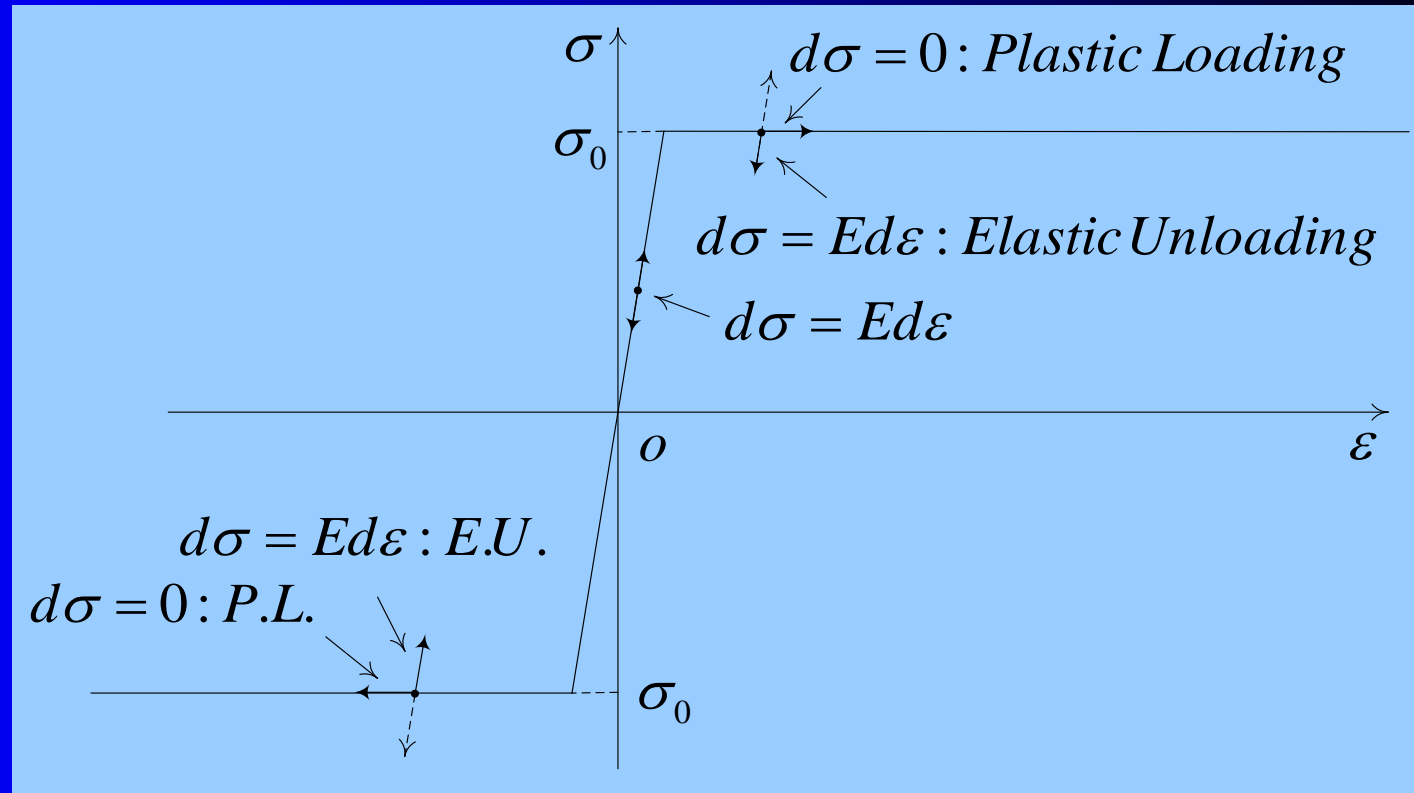 σ
dσ = 0 : Plastic Loading
σ₀
dσ = Edε : Elastic Unloading
dσ = Edε
o
ε
dσ = Edε : E.U.
dσ = 0 : P.L.
σ₀